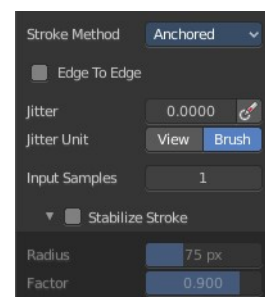 Stroke Method Anchored
Edge To Edge
Jitter 0.0000
Jitter Unit View Brush
Input Samples 1
Stabilize Stroke
Radius 75 px
Factor 0.900